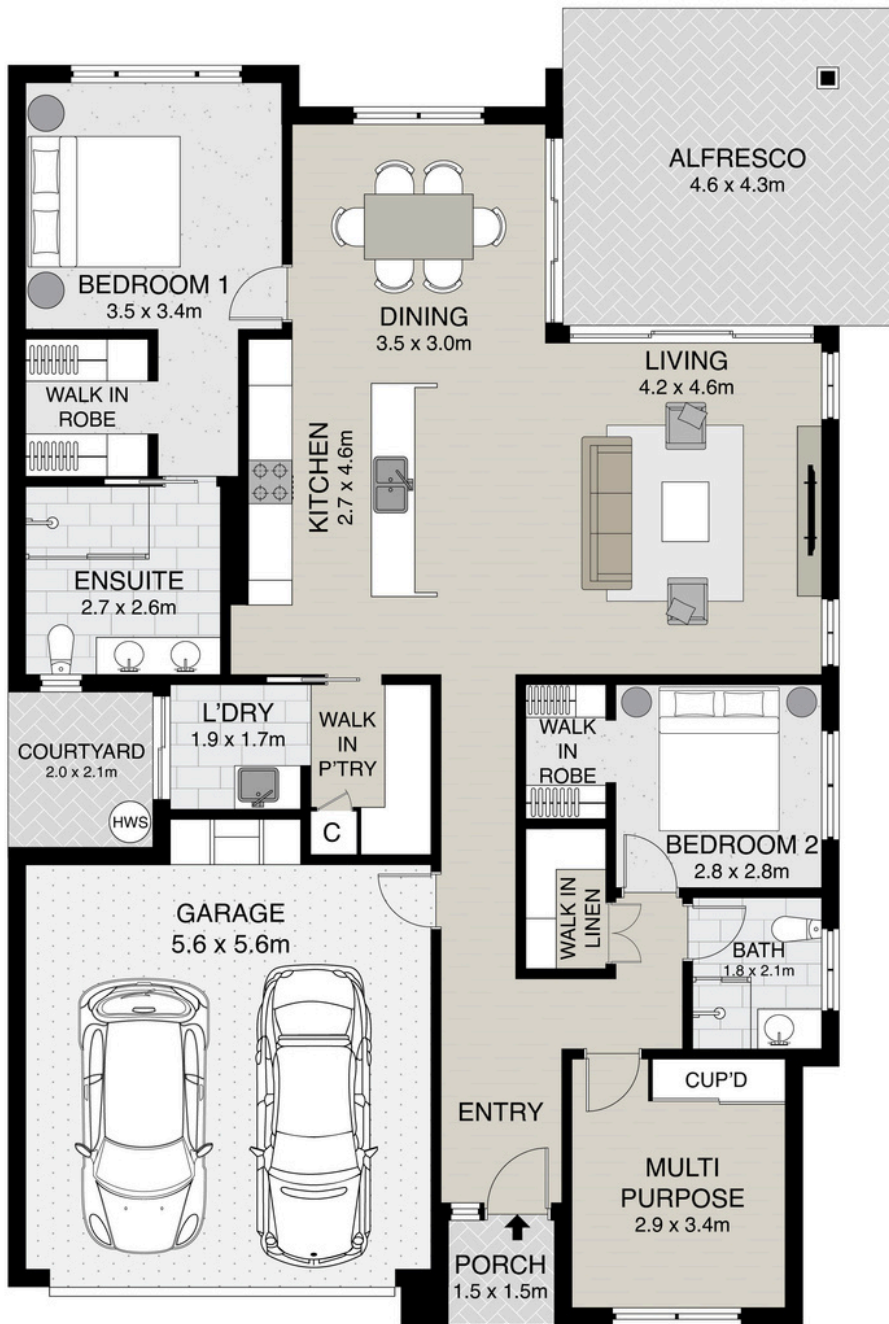 ALFRESCO
4.6 x 4.3m
BEDROOM 1
3.5 x 3.4m
DINING
3.5 x 3.0m
LIVING
4.2 x 4.6m
WALK IN
ROBE
KITCHEN
2.7 x 4.6m
ENSUITE
2.7 x 2.6m
COURTYARD
2.0 x 2.1m
HWS
L'DRY
1.9 x 1.7m
WALK
IN
P'TRY
C
WALK
IN
ROBE
BEDROOM 2
2.8 x 2.8m
WALK IN
LINEN
BATH
1.8 x 2.1m
GARAGE
5.6 x 5.6m
CUP'D
ENTRY
MULTI
PURPOSE
2.9 x 3.4m
PORCH
1.5 x 1.5m